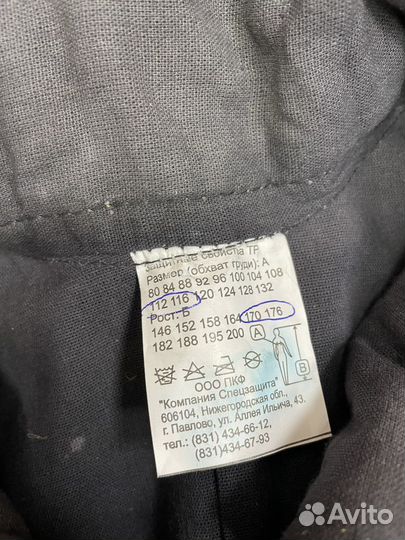 защитные свойства ТР
Размер (обхват груди): А
80 84 88 92 96 100 104 108
112 116 120 124 128 132
Рост: Б
146 152 158 164 170 176
182 188 195 200
А
В
ООО ПКФ
"Компания Спецзащита"
606104, Нижегородская обл.,
г. Павлово, ул. Аллея Ильича, 43.
тел.: (831) 434-66-12,
(831)434-67-93
Avito